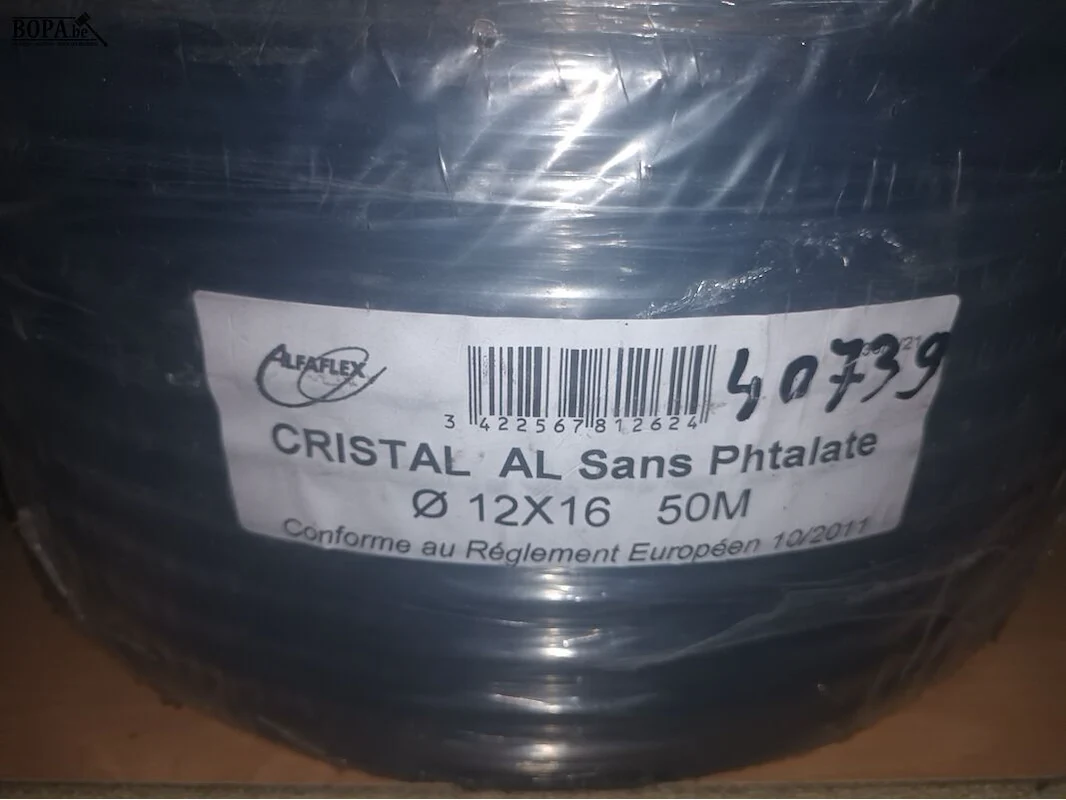 BOPA.be
ALFAFLEX
40739
3 422567 812624
CRISTAL AL Sans Phtalate
Ø 12X16 50M
Conforme au Réglement Européen 10/2011